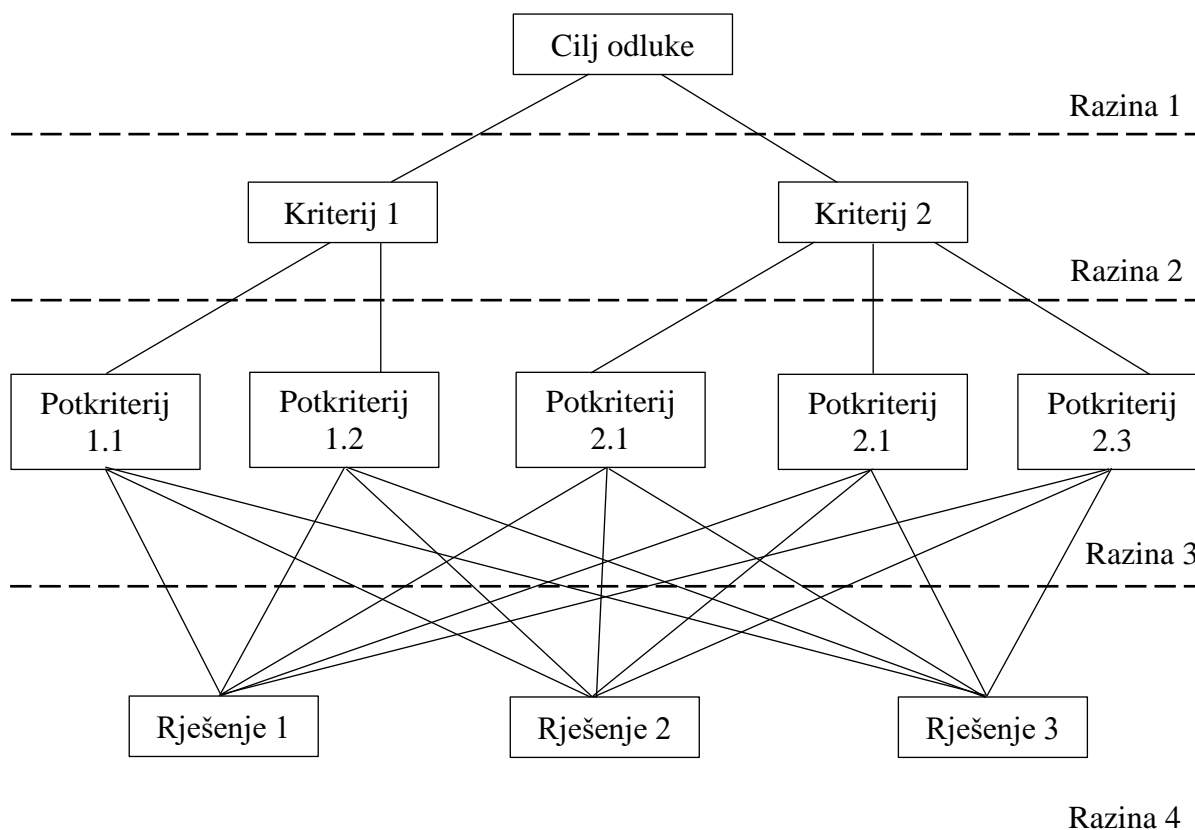 Cilj odluke
Razina 1
Kriterij 1
Kriterij 2
Razina 2
Potkriterij
1.1
Potkriterij
1.2
Potkriterij
2.1
Potkriterij
2.1
Potkriterij
2.3
Razina 3
Rješenje 1
Rješenje 2
Rješenje 3
Razina 4